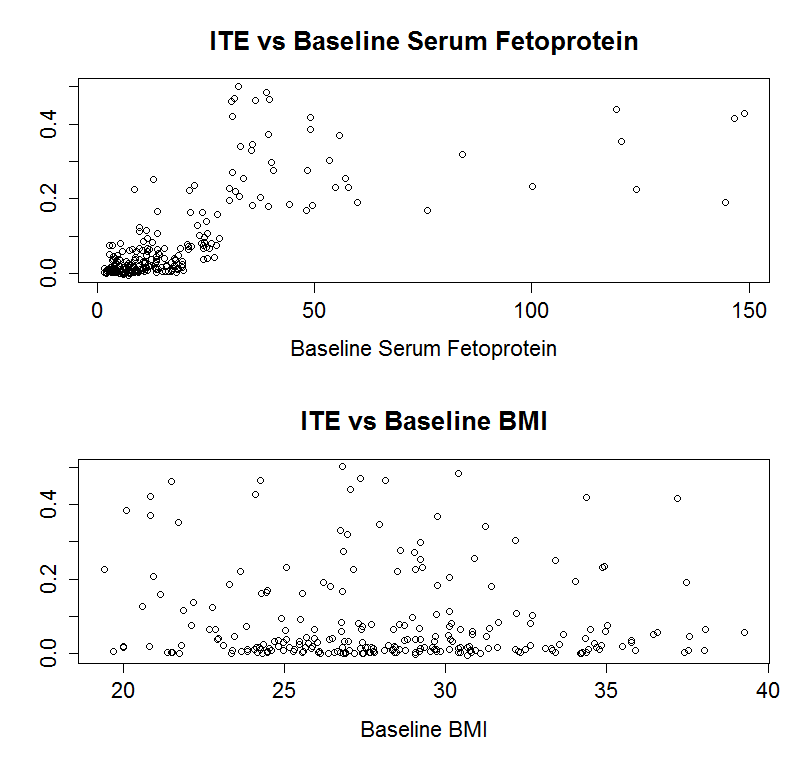 ITE vs Baseline Serum Fetoprotein
0.4
0.2
0.0
0 50 100 150
Baseline Serum Fetoprotein
ITE vs Baseline BMI
0.4
0.2
0.0
20 25 30 35 40
Baseline BMI